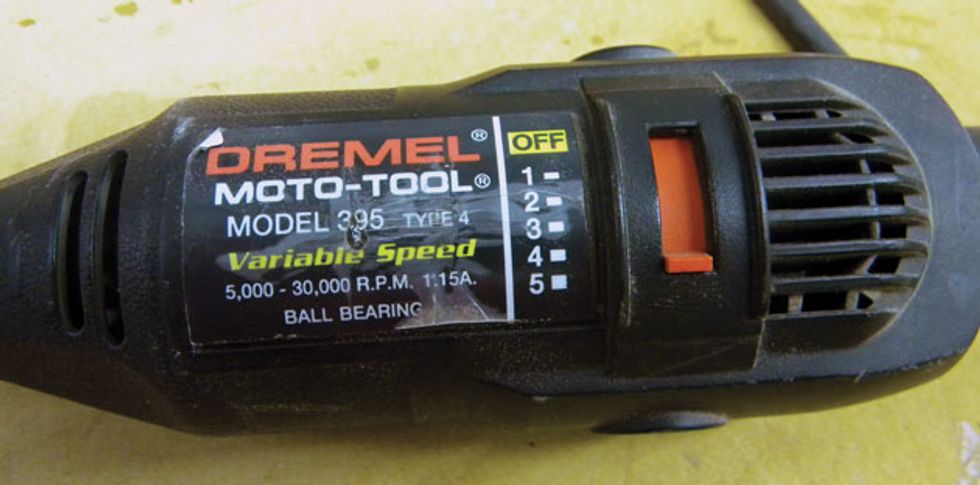 DREMEL®
MOTO-TOOL®
MODEL 395 TYPE 4
Variable Speed
5,000 - 30,000 R.P.M. 1.15A.
BALL BEARING
OFF
1
2
3
4
5